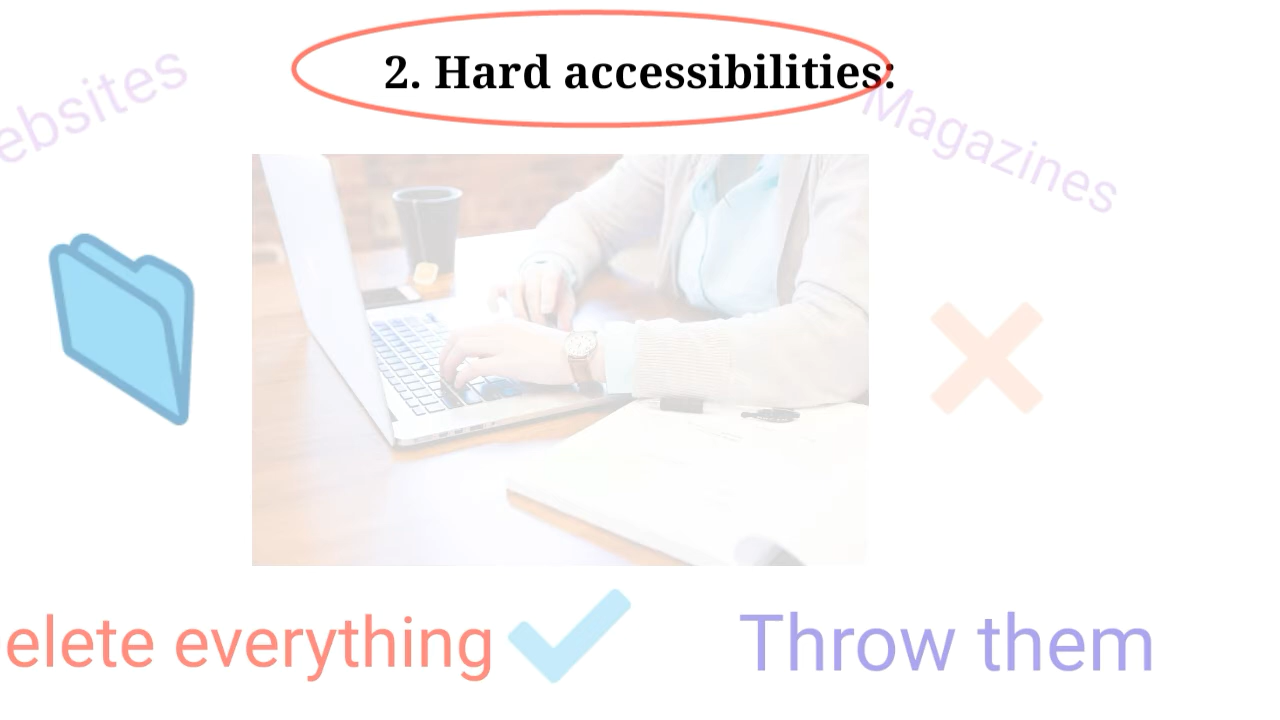 2. Hard accessibilities:
ebsites
Magazines
elete everything
Throw them